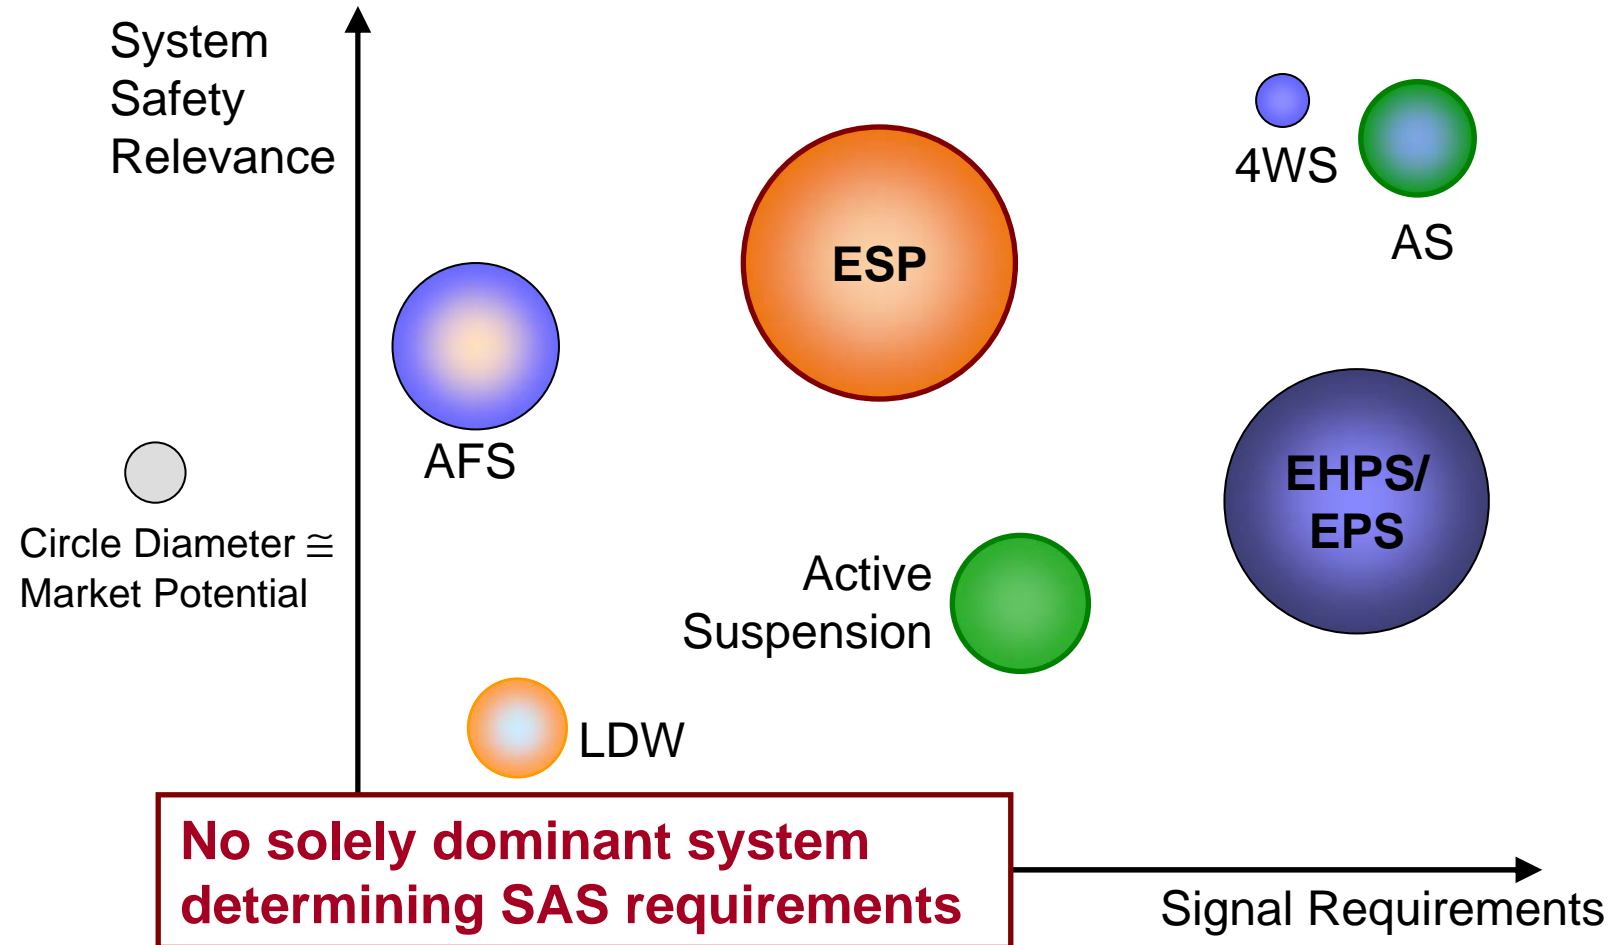 System
Safety
Relevance
4WS
AS
ESP
AFS
EHPS/
EPS
Circle Diameter ≅
Market Potential
Active
Suspension
LDW
No solely dominant system
determining SAS requirements
Signal Requirements